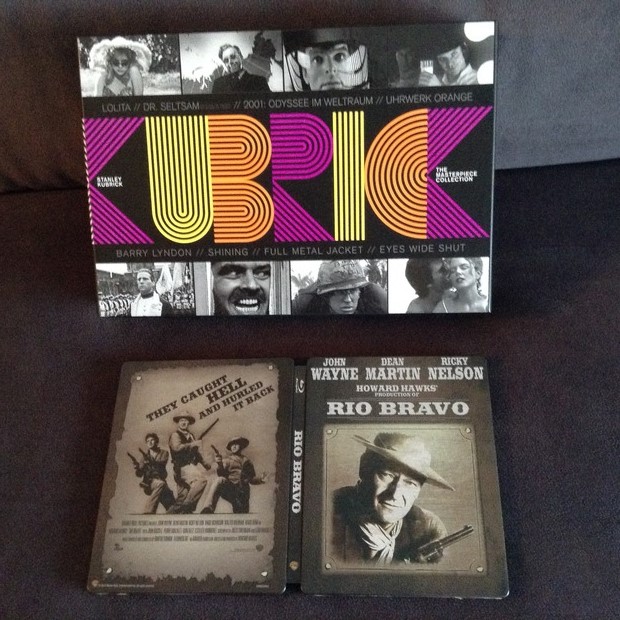 LOLITA // DR. SELTSAM // 2001: ODYSSEE IM WELTRAUM // UHRWERK ORANGE
KUBRICK
STANLEY
KUBRICK
THE
MASTERPIECE
COLLECTION
BARRY LYNDON // SHINING // FULL METAL JACKET // EYES WIDE SHUT
THEY CAUGHT
HELL
AND HURLED
IT BACK
RIO BRAVO
JOHN DEAN RICKY
WAYNE MARTIN NELSON
HOWARD HAWKS'
PRODUCTION OF
RIO BRAVO